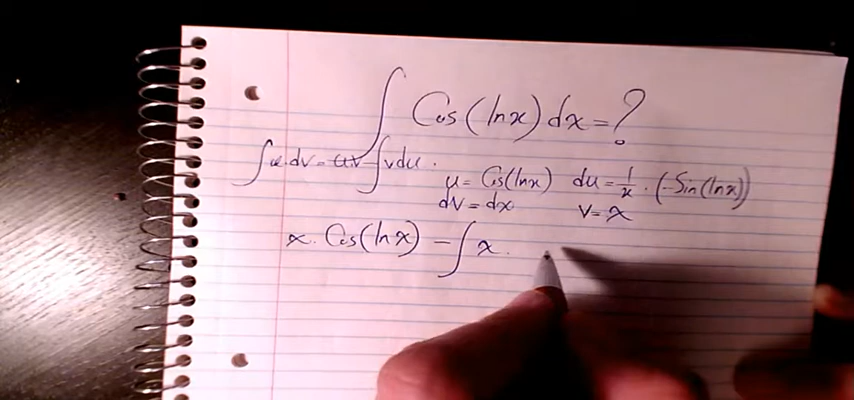 ∫ Cos(lnx) dx = ?
∫u.dv = uv - ∫vdu.
u = Cos(lnx) du = 1/x . (-Sin(lnx))
dv = dx v = x
x. Cos(lnx) - ∫ x.